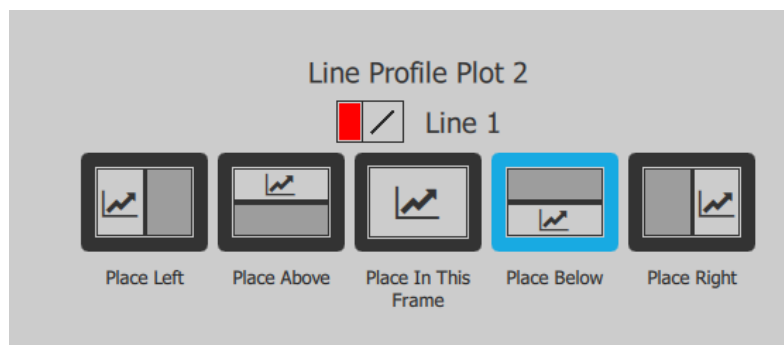 Line Profile Plot 2
Line 1
Place Left
Place Above
Place In This
Frame
Place Below
Place Right